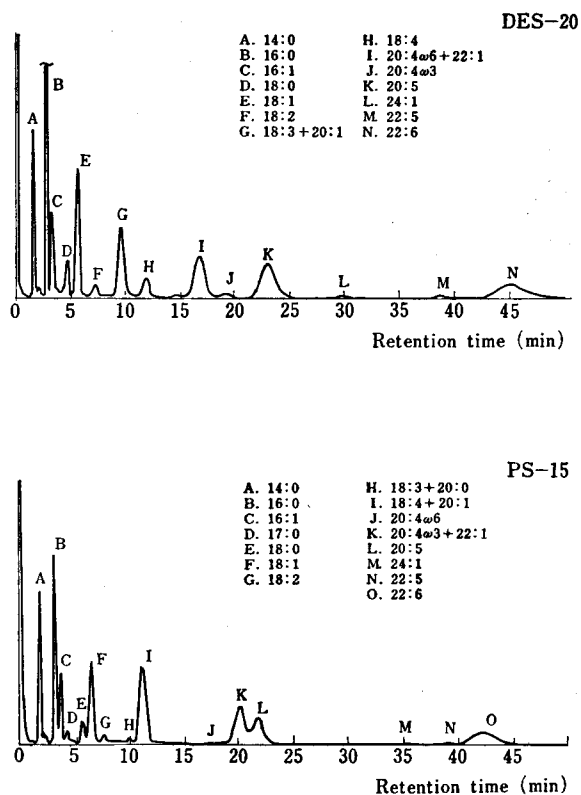 DES-20
A. 14:0
B. 16:0
C. 16:1
D. 18:0
E. 18:1
F. 18:2
G. 18:3+20:1
H. 18:4
I. 20:4ω6+22:1
J. 20:4ω3
K. 20:5
L. 24:1
M. 22:5
N. 22:6
A
B
C
D
E
F
G
H
I
J
K
L
M
N
0 5 10 15 20 25 30 35 40 45
Retention time (min)
PS-15
A. 14:0
B. 16:0
C. 16:1
D. 17:0
E. 18:0
F. 18:1
G. 18:2
H. 18:3+20:0
I. 18:4+20:1
J. 20:4ω6
K. 20:4ω3+22:1
L. 20:5
M. 24:1
N. 22:5
O. 22:6
A
B
C
D
E
F
G
H
I
J
K
L
M
N
O
0 5 10 15 20 25 30 35 40 45
Retention time (min)